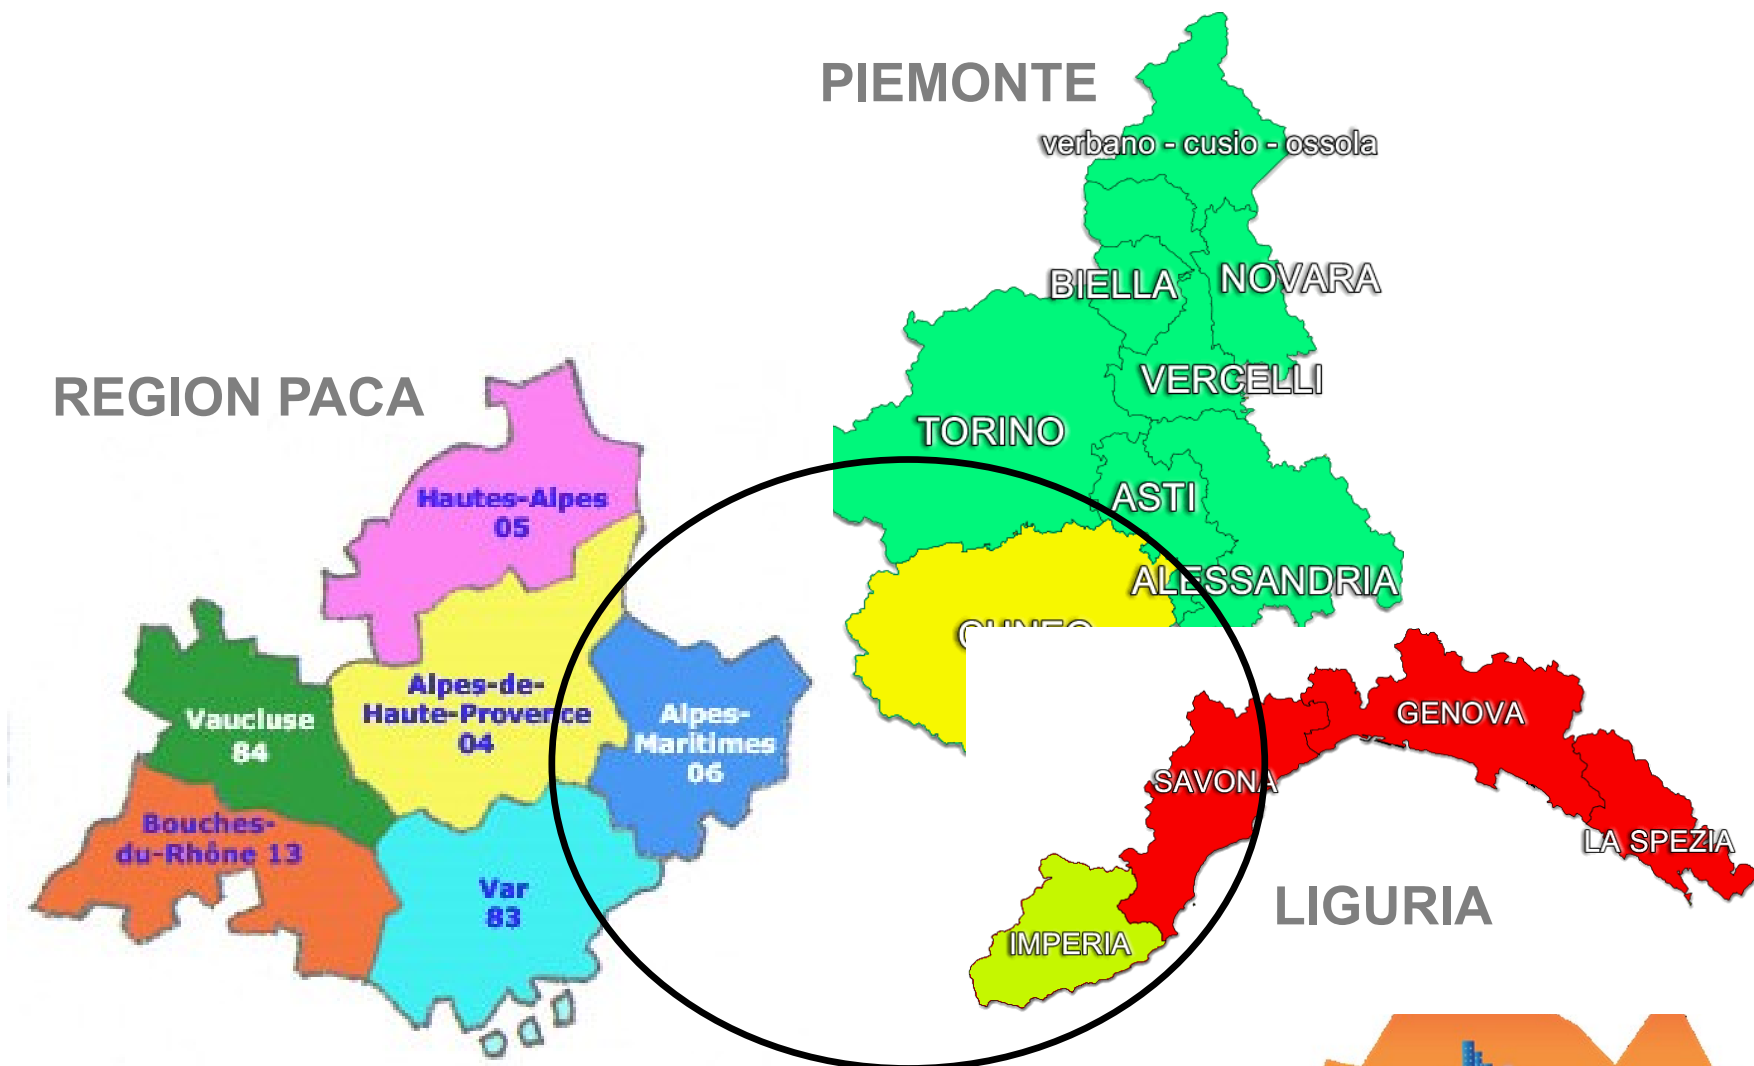 PIEMONTE
verbano - cusio - ossola
BIELLA
NOVARA
VERCELLI
TORINO
ASTI
ALESSANDRIA
REGION PACA
Hautes-Alpes
05
Alpes-de-
Haute-Provence
04
Vaucluse
84
Alpes-
Maritimes
06
Bouches-
du-Rhône 13
Var
83
GENOVA
SAVONA
LA SPEZIA
IMPERIA
LIGURIA